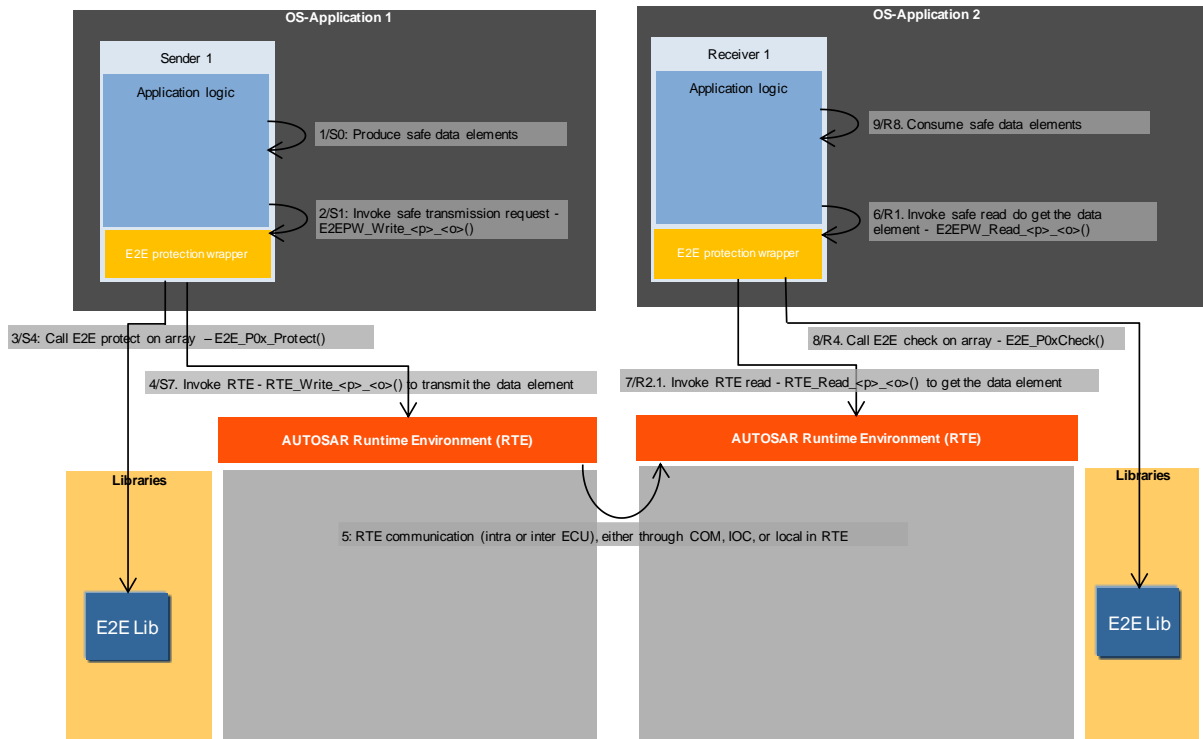 OS-Application 1
Sender 1
Application logic
1/S0: Produce safe data elements
2/S1: Invoke safe transmission request -
E2EPW_Write_<p>_<o>()
E2E protection wrapper
3/S4: Call E2E protect on array – E2E_P0x_Protect()
4/S7. Invoke RTE - RTE_Write_<p>_<o>() to transmit the data element
AUTOSAR Runtime Environment (RTE)
Libraries
E2E Lib
OS-Application 2
Receiver 1
Application logic
9/R8. Consume safe data elements
6/R1. Invoke safe read do get the data
element - E2EPW_Read_<p>_<o>()
E2E protection wrapper
8/R4. Call E2E check on array - E2E_P0xCheck()
7/R2.1. Invoke RTE read - RTE_Read_<p>_<o>() to get the data element
AUTOSAR Runtime Environment (RTE)
Libraries
5: RTE communication (intra or inter ECU), either through COM, IOC, or local in RTE
E2E Lib